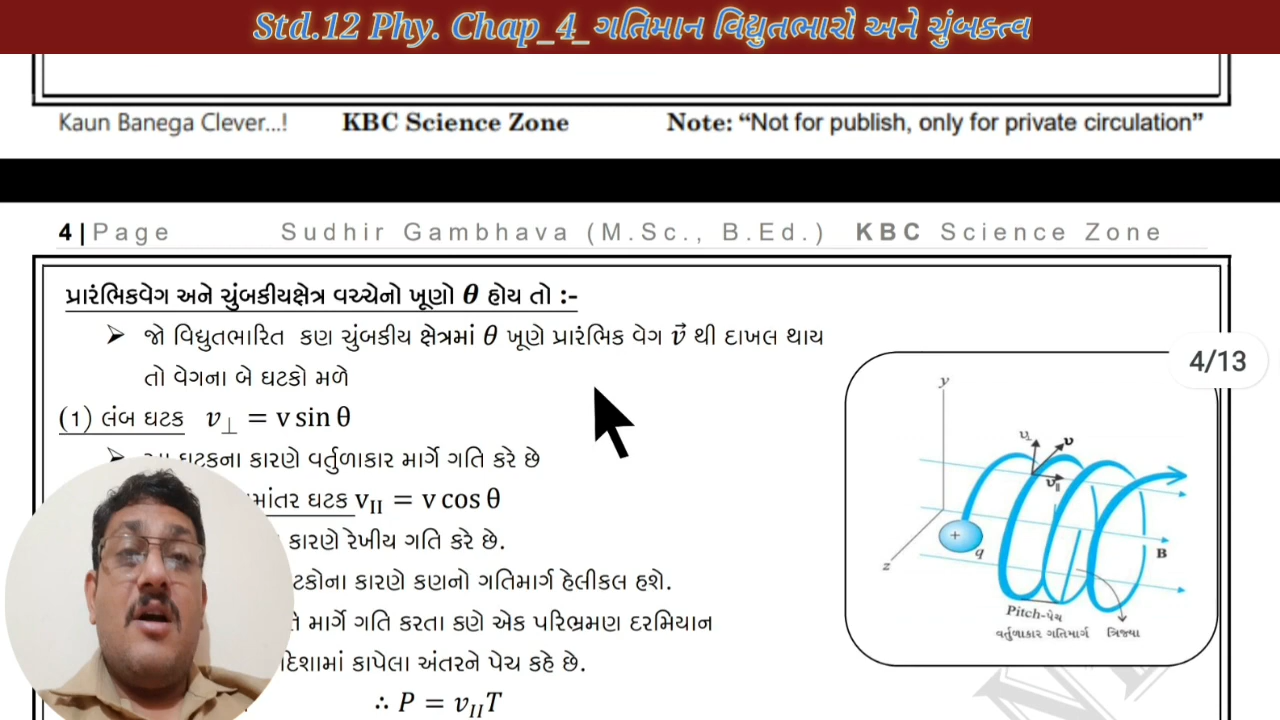 Std.12 Phy. Chap_4_ગતિમાન વિદ્યુતભારો અને ચુંબકત્વ
Kaun Banega Clever...! KBC Science Zone Note: “Not for publish, only for private circulation”
4|Page Sudhir Gambhava (M.Sc., B.Ed.) KBC Science Zone
પ્રારંભિકવેગ અને ચુંબકીયક્ષેત્ર વચ્ચેનો ખૂણો θ હોય તો :-
➤ જો વિદ્યુતભારિત કણ ચુંબકીય ક્ષેત્રમાં θ ખૂણે પ્રારંભિક વેગ v⃗ થી દાખલ થાય
4/13
તો વેગના બે ઘટકો મળે
(1) લંબ ઘટક v⊥ = v sin θ
➤ ઘટકના કારણે વર્તુળાકાર માર્ગે ગતિ કરે છે
ઘટક vII = v cos θ
કારણે રેખીય ગતિ કરે છે.
કારણે કણનો ગતિમાર્ગ હેલીકલ હશે.
માર્ગે ગતિ કરતા કણે એક પરિભ્રમણ દરમિયાન
કાપેલા અંતરને પેચ કહે છે.
∴ P = vIIT
y
v⊥ v
v॥
+
q
z
B
Pitch-પેચ
વર્તુળાકાર ગતિમાર્ગ ત્રિજ્યા